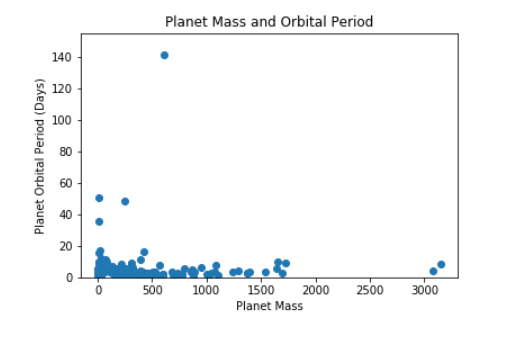 Planet Mass and Orbital Period
Planet Orbital Period (Days)
140
120
100
80
60
40
20
0
0 500 1000 1500 2000 2500 3000
Planet Mass